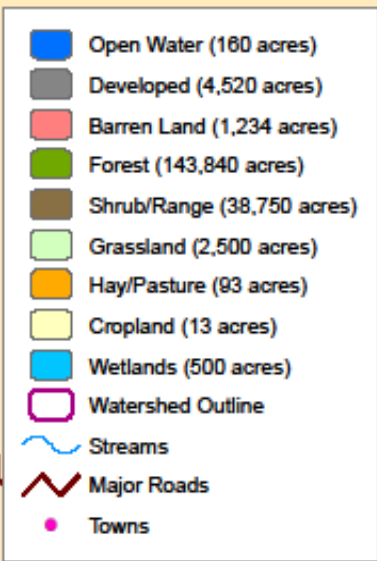 Open Water (160 acres)
Developed (4,520 acres)
Barren Land (1,234 acres)
Forest (143,840 acres)
Shrub/Range (38,750 acres)
Grassland (2,500 acres)
Hay/Pasture (93 acres)
Cropland (13 acres)
Wetlands (500 acres)
Watershed Outline
Streams
Major Roads
Towns